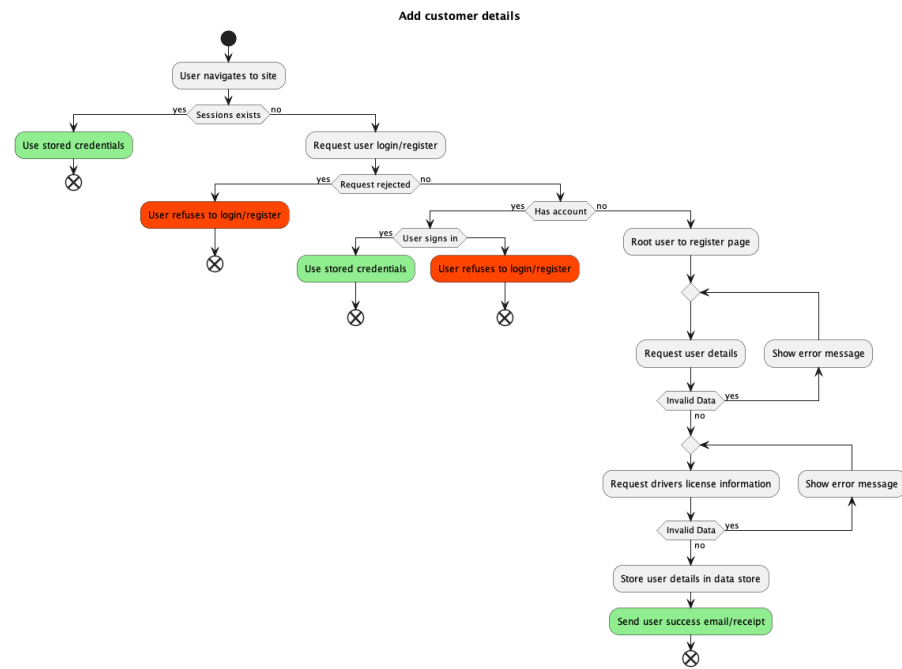 Add customer details
User navigates to site
yes
Sessions exists
no
Use stored credentials
Request user login/register
yes
Request rejected
no
User refuses to login/register
yes
Has account
no
yes
User signs in
Root user to register page
Use stored credentials
User refuses to login/register
Request user details
Show error message
Invalid Data
yes
no
Request drivers license information
Show error message
Invalid Data
yes
no
Store user details in data store
Send user success email/receipt